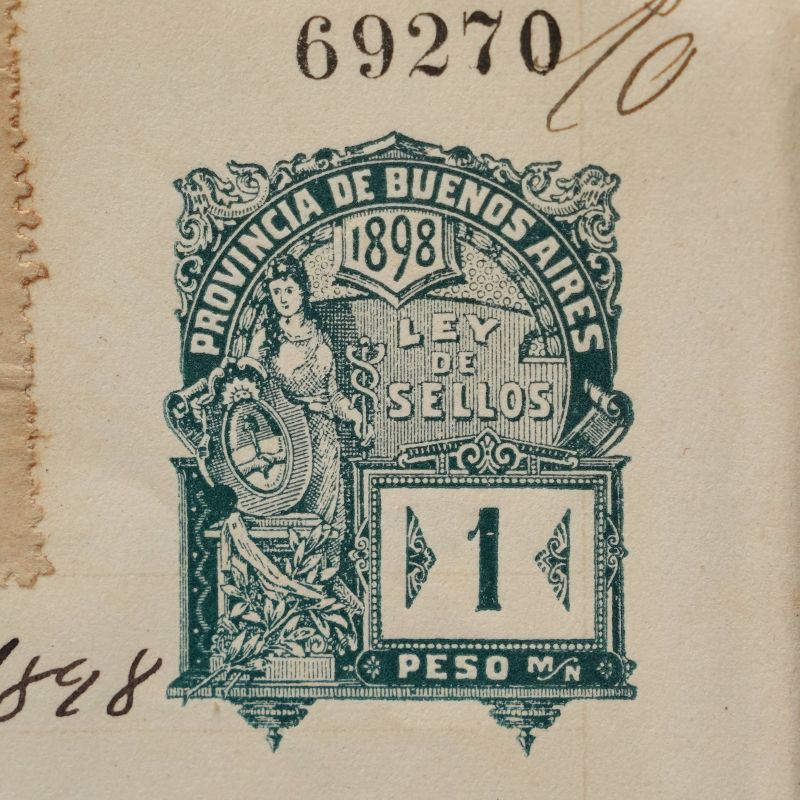 69270
PROVINCIA DE BUENOS AIRES
1898
LEY
DE
SELLOS
1
PESO M/N
1898